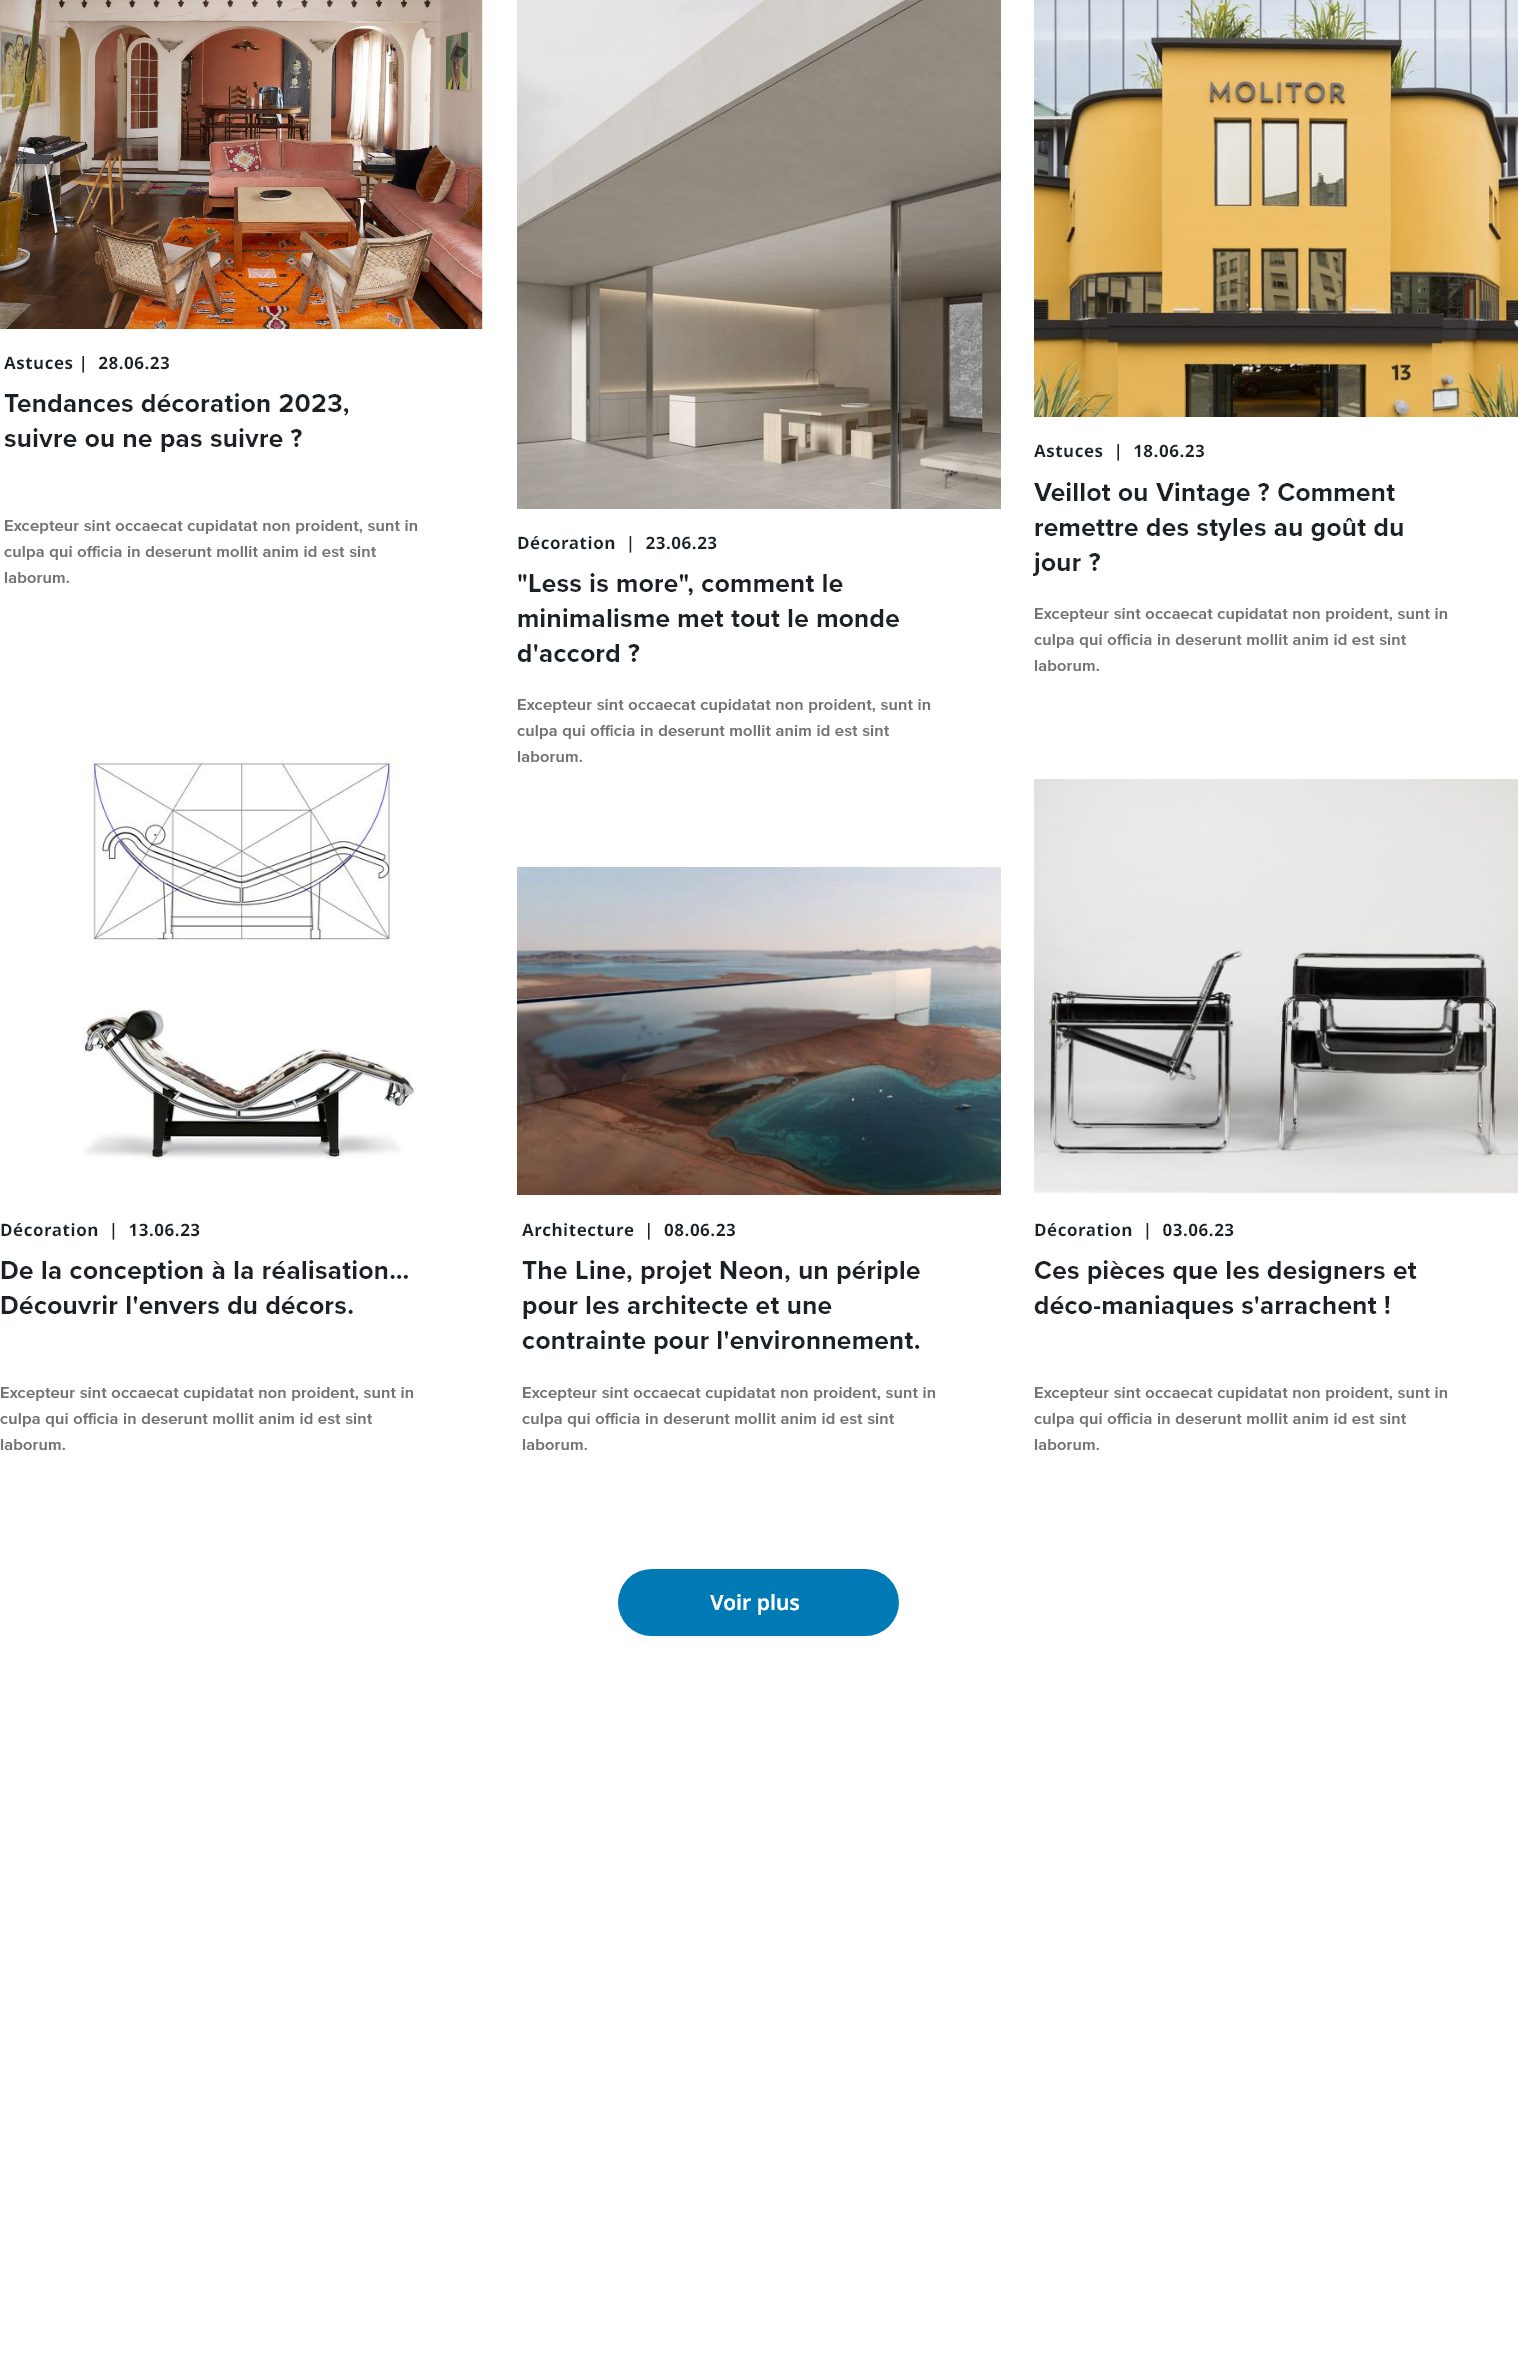 MOLITOR
13
Astuces | 28.06.23
Tendances décoration 2023,
suivre ou ne pas suivre ?
Excepteur sint occaecat cupidatat non proident, sunt in
culpa qui officia in deserunt mollit anim id est sint
laborum.
Décoration | 23.06.23
"Less is more", comment le
minimalisme met tout le monde
d'accord ?
Excepteur sint occaecat cupidatat non proident, sunt in
culpa qui officia in deserunt mollit anim id est sint
laborum.
Astuces | 18.06.23
Veillot ou Vintage ? Comment
remettre des styles au goût du
jour ?
Excepteur sint occaecat cupidatat non proident, sunt in
culpa qui officia in deserunt mollit anim id est sint
laborum.
Décoration | 13.06.23
De la conception à la réalisation...
Découvrir l'envers du décors.
Excepteur sint occaecat cupidatat non proident, sunt in
culpa qui officia in deserunt mollit anim id est sint
laborum.
Architecture | 08.06.23
The Line, projet Neon, un périple
pour les architecte et une
contrainte pour l'environnement.
Excepteur sint occaecat cupidatat non proident, sunt in
culpa qui officia in deserunt mollit anim id est sint
laborum.
Décoration | 03.06.23
Ces pièces que les designers et
déco-maniaques s'arrachent !
Excepteur sint occaecat cupidatat non proident, sunt in
culpa qui officia in deserunt mollit anim id est sint
laborum.
Voir plus